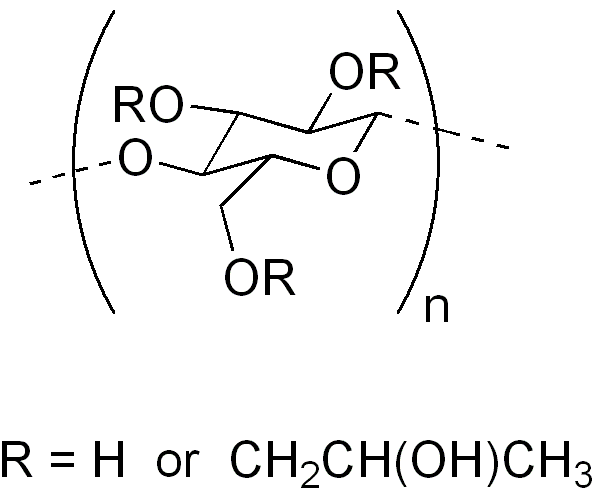 OR
RO
O
O
OR
n
R = H or CH₂CH(OH)CH₃